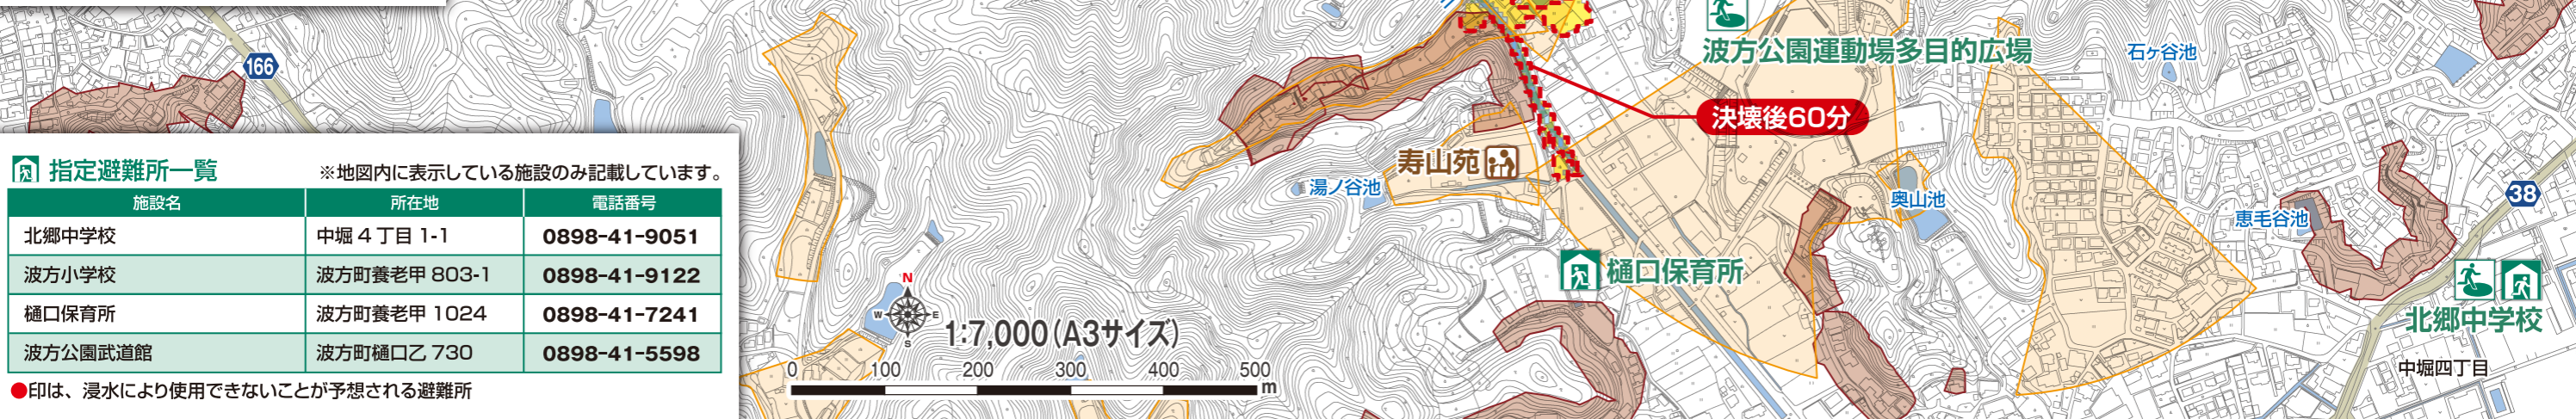 166
指定避難所一覧
※地図内に表示している施設のみ記載しています。
施設名 所在地 電話番号
北郷中学校 中堀 4 丁目 1-1 0898-41-9051
波方小学校 波方町養老甲 803-1 0898-41-9122
樋口保育所 波方町養老甲 1024 0898-41-7241
波方公園武道館 波方町樋口乙 730 0898-41-5598
●印は、浸水により使用できないことが予想される避難所
N
W E
S
1:7,000(A3サイズ)
0 100 200 300 400 500
m
波方公園運動場多目的広場
決壊後60分
寿山苑
湯ノ谷池
樋口保育所
奥山池
石ヶ谷池
恵毛谷池
38
北郷中学校
中堀四丁目